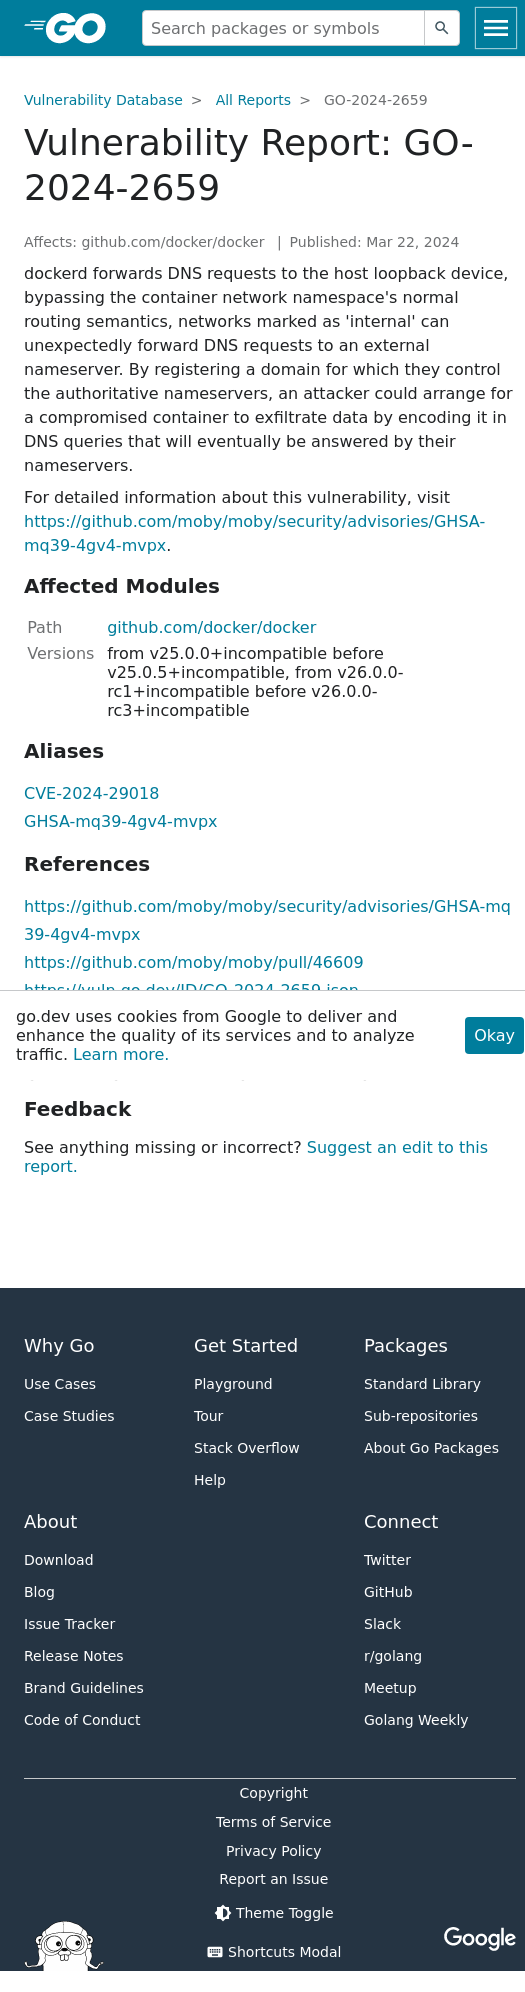 GO
Search packages or symbols
Vulnerability Database > All Reports > GO-2024-2659
Vulnerability Report: GO-
2024-2659
Affects: github.com/docker/docker | Published: Mar 22, 2024
dockerd forwards DNS requests to the host loopback device,
bypassing the container network namespace's normal
routing semantics, networks marked as 'internal' can
unexpectedly forward DNS requests to an external
nameserver. By registering a domain for which they control
the authoritative nameservers, an attacker could arrange for
a compromised container to exfiltrate data by encoding it in
DNS queries that will eventually be answered by their
nameservers.
For detailed information about this vulnerability, visit
https://github.com/moby/moby/security/advisories/GHSA-
mq39-4gv4-mvpx.
Affected Modules
Path github.com/docker/docker
Versions from v25.0.0+incompatible before
v25.0.5+incompatible, from v26.0.0-
rc1+incompatible before v26.0.0-
rc3+incompatible
Aliases
CVE-2024-29018
GHSA-mq39-4gv4-mvpx
References
https://github.com/moby/moby/security/advisories/GHSA-mq
39-4gv4-mvpx
https://github.com/moby/moby/pull/46609
https://vuln.go.dev/ID/GO-2024-2659.json
go.dev uses cookies from Google to deliver and
enhance the quality of its services and to analyze
traffic. Learn more.
Okay
Feedback
See anything missing or incorrect? Suggest an edit to this
report.
Why Go
Use Cases
Case Studies
Get Started
Playground
Tour
Stack Overflow
Help
Packages
Standard Library
Sub-repositories
About Go Packages
About
Download
Blog
Issue Tracker
Release Notes
Brand Guidelines
Code of Conduct
Connect
Twitter
GitHub
Slack
r/golang
Meetup
Golang Weekly
Copyright
Terms of Service
Privacy Policy
Report an Issue
Theme Toggle
Shortcuts Modal
Google